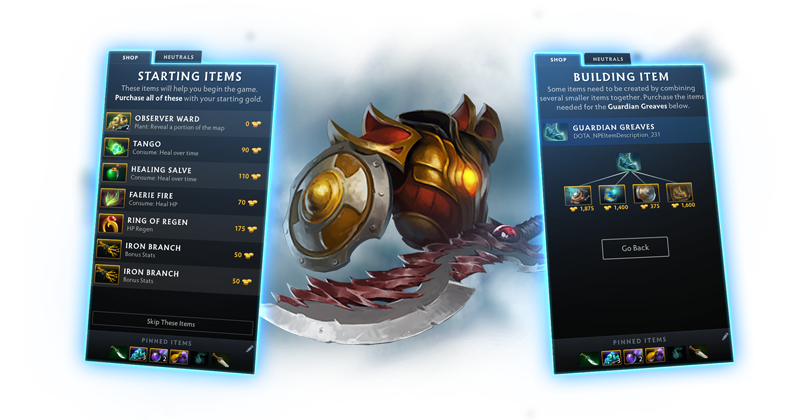 SHOP
NEUTRALS
STARTING ITEMS
These items will help you begin the game.
Purchase all of these with your starting gold.
OBSERVER WARD
Plant: Reveal a portion of the map
0
2
TANGO
Consume: Heal over time
90
HEALING SALVE
Consume: Heal over time
110
FAERIE FIRE
Consume: Heal HP
70
RING OF REGEN
HP Regen
175
IRON BRANCH
Bonus Stats
50
IRON BRANCH
Bonus Stats
50
Skip These Items
PINNED ITEMS
2
SHOP
NEUTRALS
BUILDING ITEM
Some items need to be created by combining
several smaller items together. Purchase the items
needed for the Guardian Greaves below.
GUARDIAN GREAVES
DOTA_NPEItemDescription_231
1,875
1,400
375
1,600
Go Back
PINNED ITEMS
2